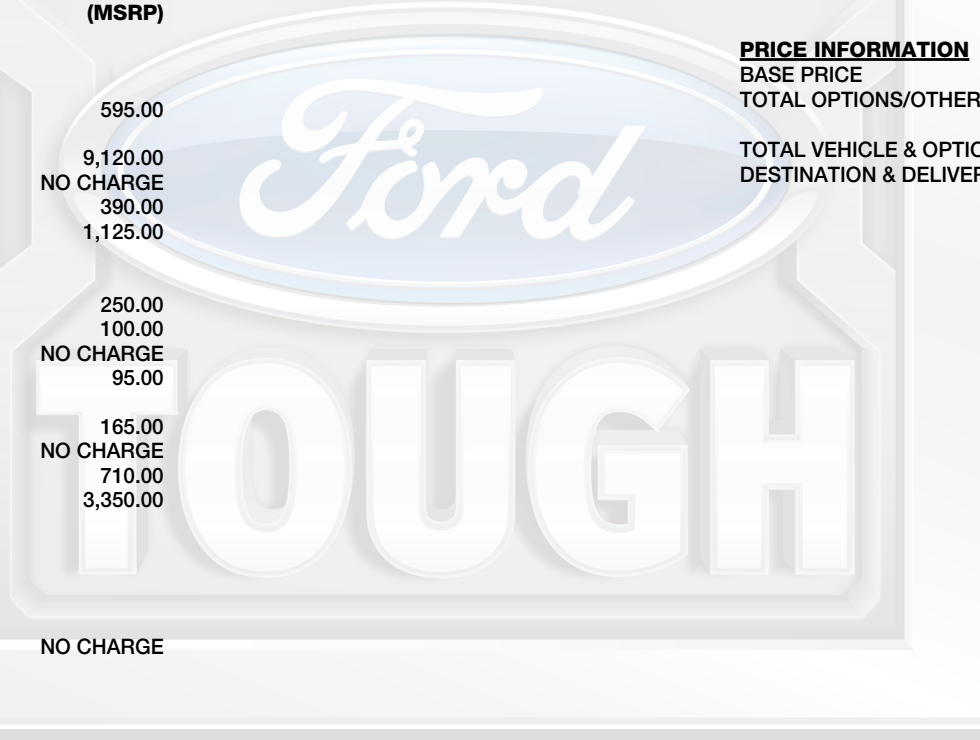 (MSRP)
595.00
9,120.00
NO CHARGE
390.00
1,125.00
250.00
100.00
NO CHARGE
95.00
165.00
NO CHARGE
710.00
3,350.00
NO CHARGE
PRICE INFORMATION
BASE PRICE
TOTAL OPTIONS/OTHER
TOTAL VEHICLE & OPTIO
DESTINATION & DELIVER
Ford
TOUGH